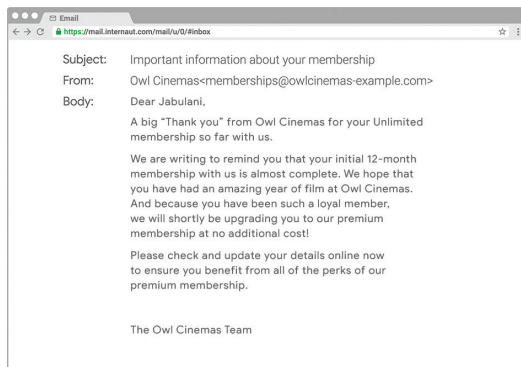 Email
https://mail.internaut.com/mail/u/0/#inbox
Subject: Important information about your membership
From: Owl Cinemas<memberships@owlcinemas-example.com>
Body: Dear Jabulani,
A big “Thank you” from Owl Cinemas for your Unlimited
membership so far with us.
We are writing to remind you that your initial 12-month
membership with us is almost complete. We hope that
you have had an amazing year of film at Owl Cinemas.
And because you have been such a loyal member,
we will shortly be upgrading you to our premium
membership at no additional cost!
Please check and update your details online now
to ensure you benefit from all of the perks of our
premium membership.
The Owl Cinemas Team